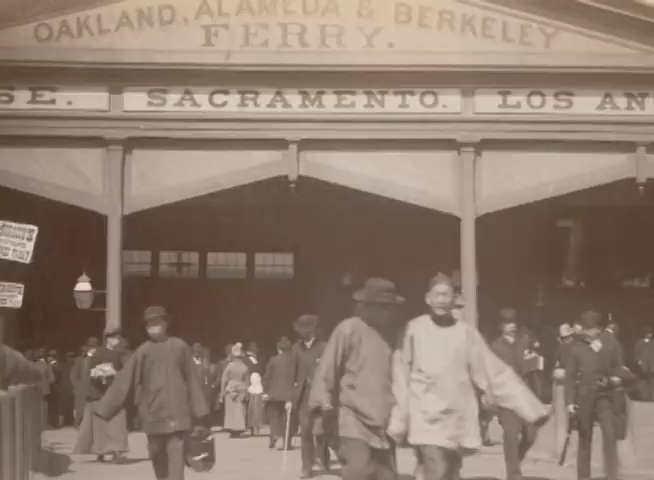 OAKLAND, ALAMEDA & BERKELEY
FERRY.
SE. SACRAMENTO. LOS AN